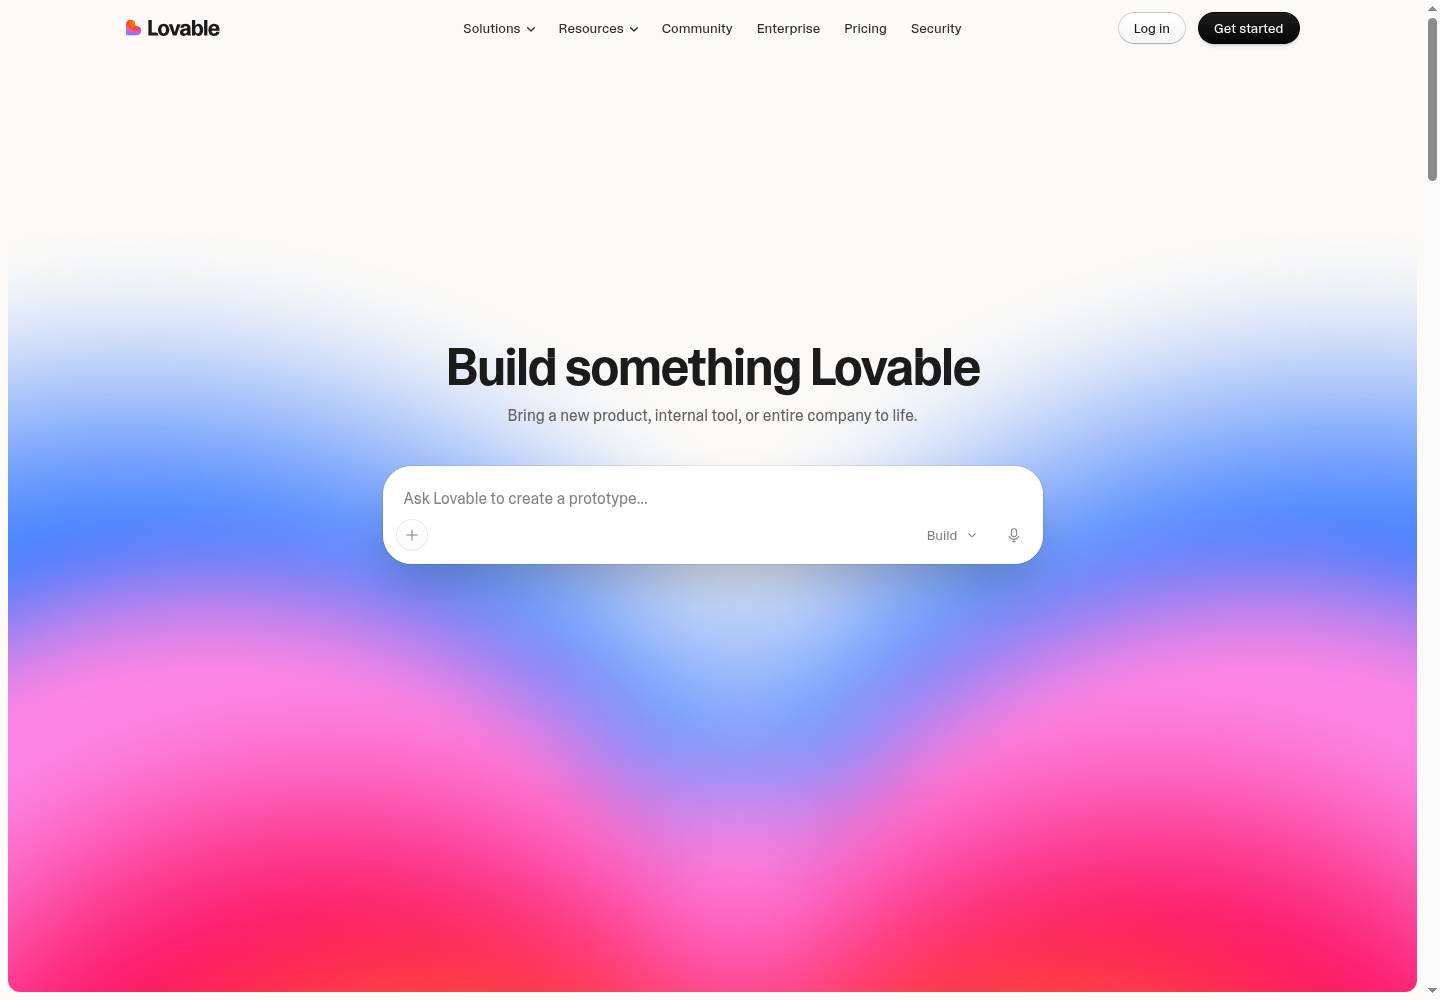 Lovable
Solutions
Resources
Community
Enterprise
Pricing
Security
Log in
Get started
Build something Lovable
Bring a new product, internal tool, or entire company to life.
Ask Lovable to create a prototype...
Build